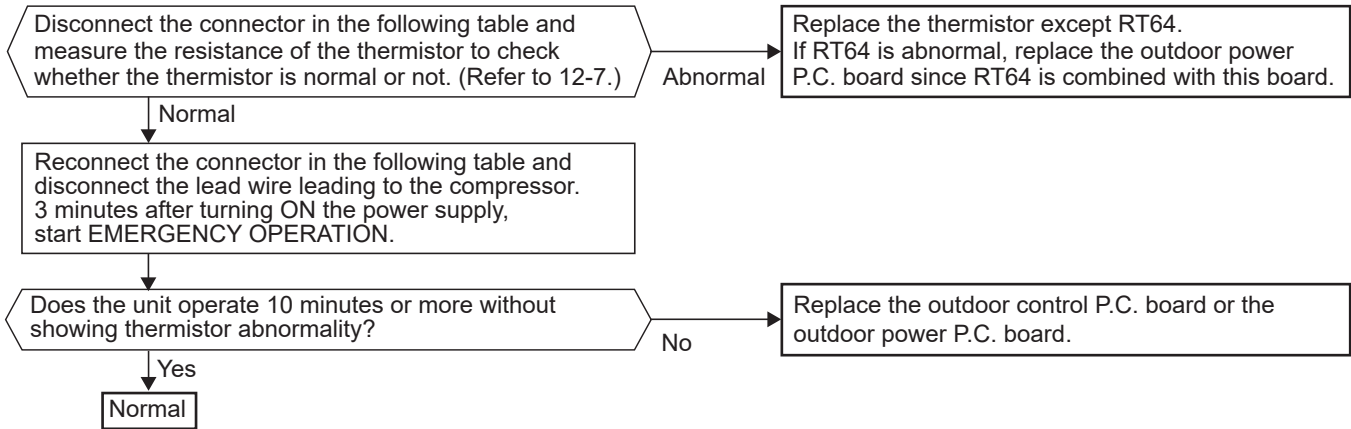 Disconnect the connector in the following table and
measure the resistance of the thermistor to check
whether the thermistor is normal or not. (Refer to 12-7.)
Abnormal
Replace the thermistor except RT64.
If RT64 is abnormal, replace the outdoor power
P.C. board since RT64 is combined with this board.
Normal
Reconnect the connector in the following table and
disconnect the lead wire leading to the compressor.
3 minutes after turning ON the power supply,
start EMERGENCY OPERATION.
Does the unit operate 10 minutes or more without
showing thermistor abnormality?
No
Replace the outdoor control P.C. board or the
outdoor power P.C. board.
Yes
Normal